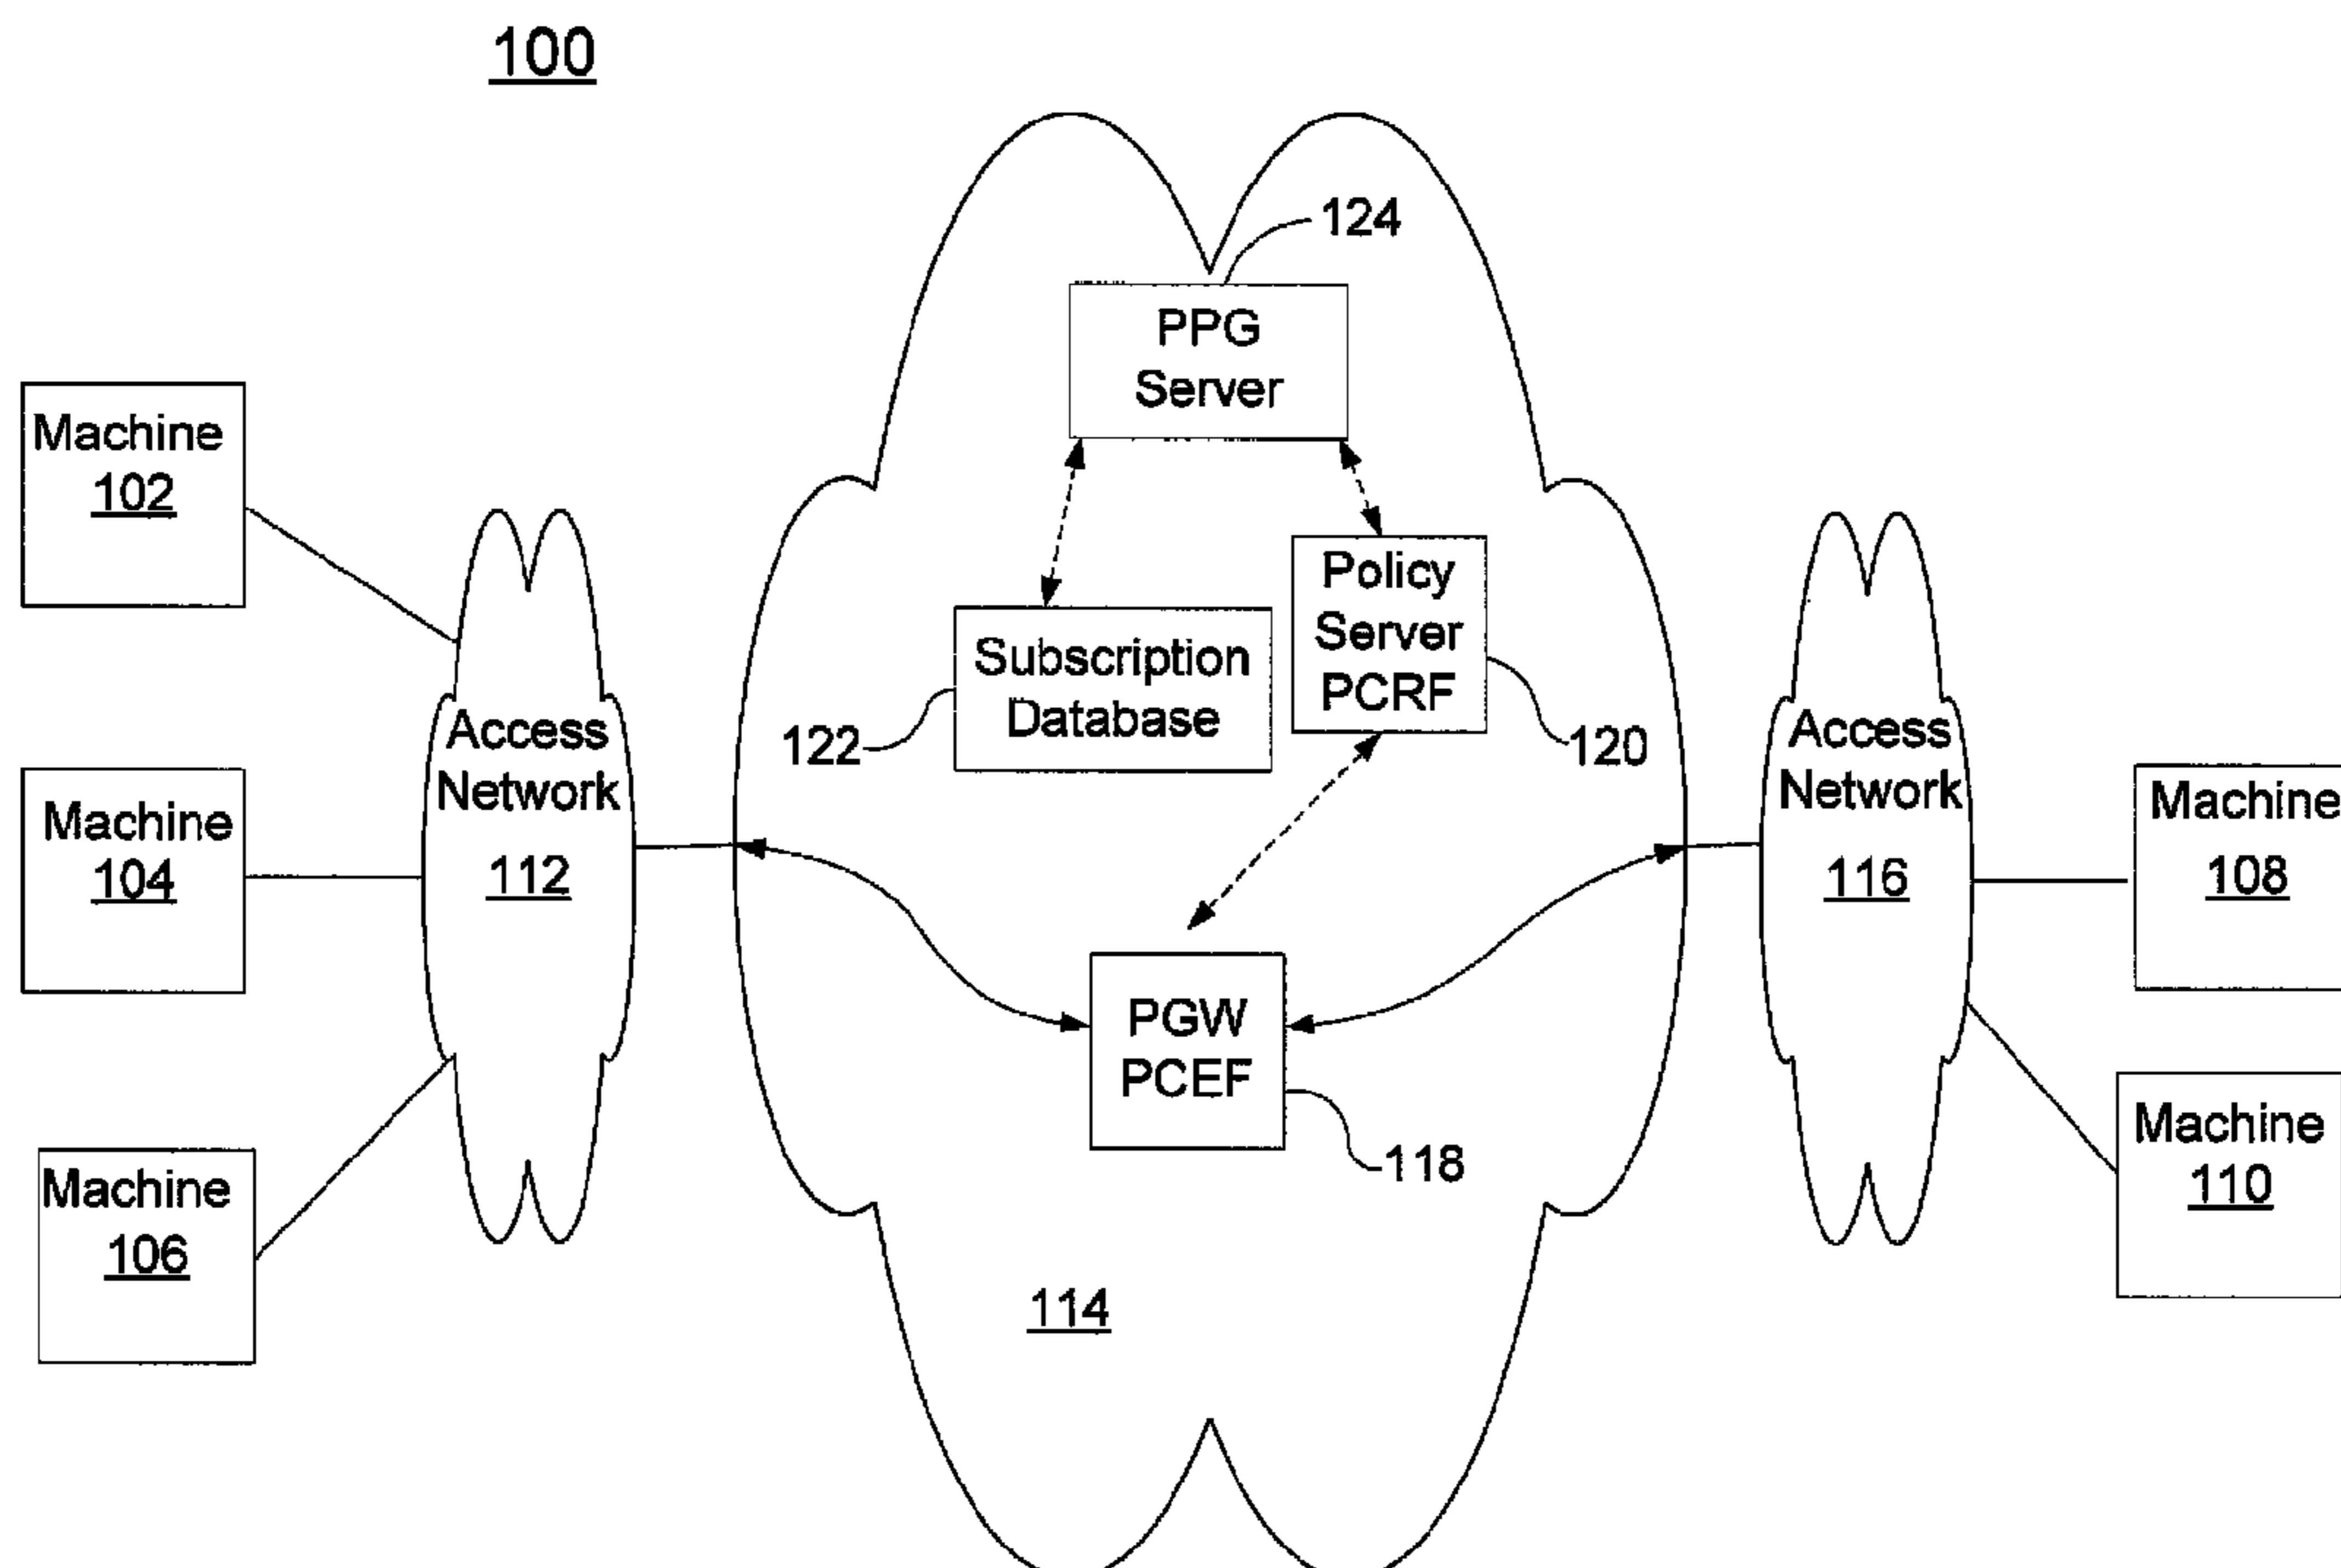 100
124
PPG
Server
Machine
102
Policy
Server
PCRF
Subscription
Database
122
120
Access
Network
112
Access
Network
116
Machine
104
Machine
108
PGW
PCEF
118
Machine
106
Machine
110
114